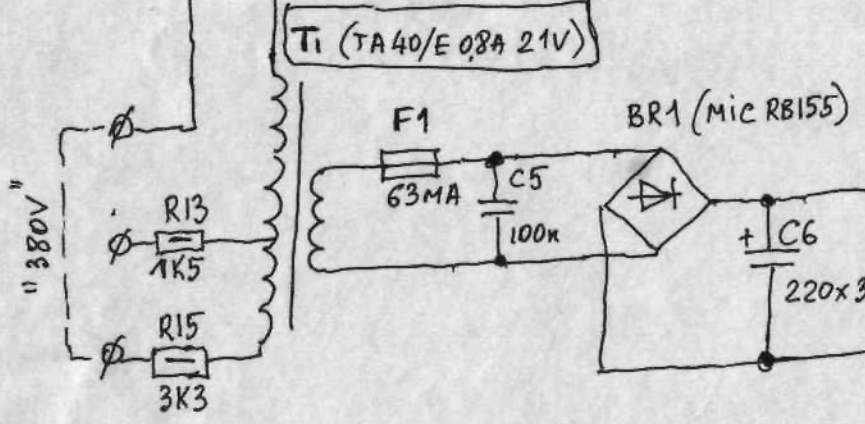 T1 (TA40/E 0,8A 21V)
F1
63MA
C5
100n
BR1 (MIC RB155)
+ C6
220x3
"380V"
R13
1K5
R15
3K3